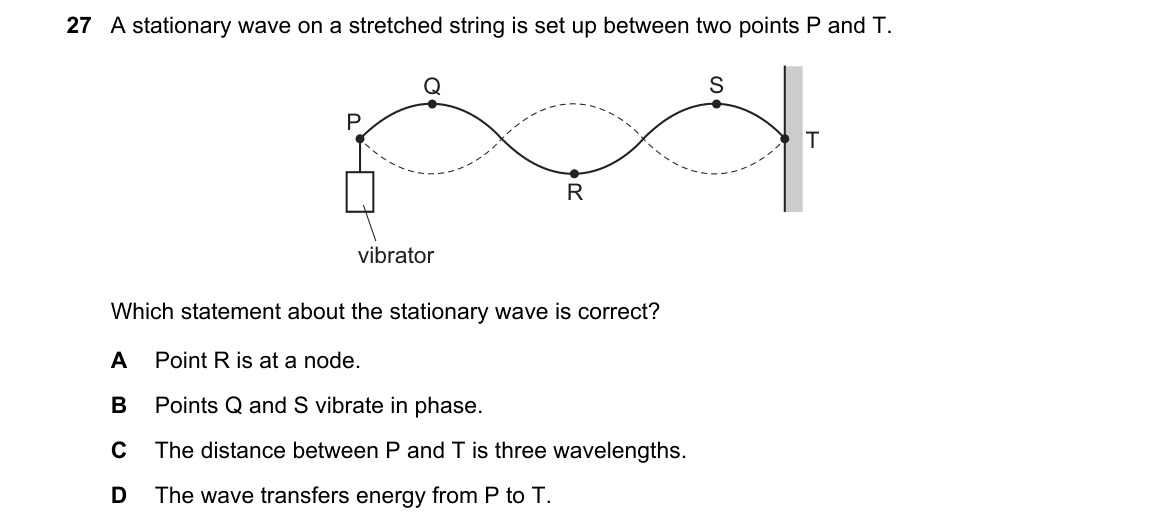 27 A stationary wave on a stretched string is set up between two points P and T.
Q
S
P
T
R
vibrator
Which statement about the stationary wave is correct?
A Point R is at a node.
B Points Q and S vibrate in phase.
C The distance between P and T is three wavelengths.
D The wave transfers energy from P to T.